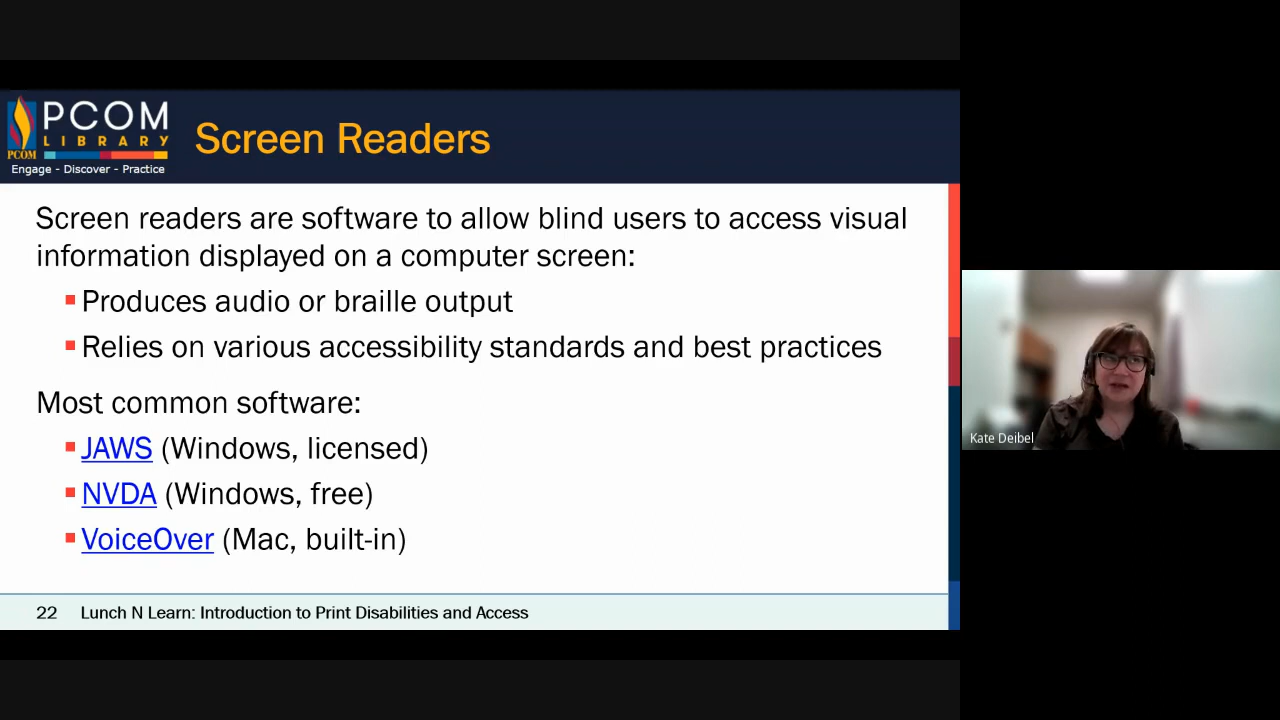 PCOM
LIBRARY
PCOM
Engage - Discover - Practice
Screen Readers
Screen readers are software to allow blind users to access visual
information displayed on a computer screen:
Produces audio or braille output
Relies on various accessibility standards and best practices
Most common software:
JAWS (Windows, licensed)
NVDA (Windows, free)
VoiceOver (Mac, built-in)
22 Lunch N Learn: Introduction to Print Disabilities and Access
Kate Deibel